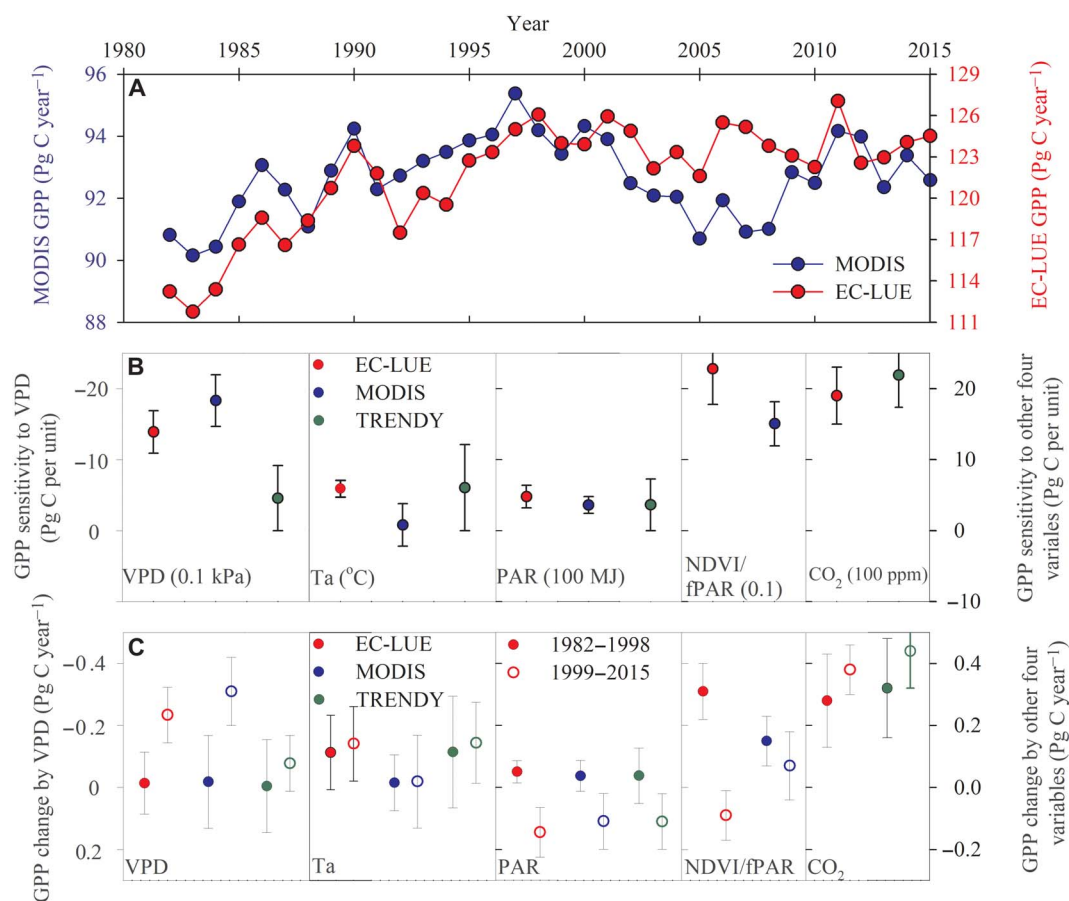 Year
1980 1985 1990 1995 2000 2005 2010 2015
A
MODIS GPP (Pg C year−1)
96
94
92
90
88
EC-LUE GPP (Pg C year−1)
129
126
123
120
117
114
111
MODIS
EC-LUE
B
GPP sensitivity to VPD
(Pg C per unit)
−20
−10
0
EC-LUE
MODIS
TRENDY
VPD (0.1 kPa)
Ta (°C)
PAR (100 MJ)
NDVI/
fPAR (0.1)
CO2 (100 ppm)
20
10
0
−10
GPP sensitivity to other four
variales (Pg C per unit)
C
GPP change by VPD (Pg C year−1)
−0.4
−0.2
0
0.2
EC-LUE
MODIS
TRENDY
1982−1998
1999−2015
VPD
Ta
PAR
NDVI/fPAR
CO2
0.4
0.2
0.0
−0.2
GPP change by other four
variables (Pg C year−1)